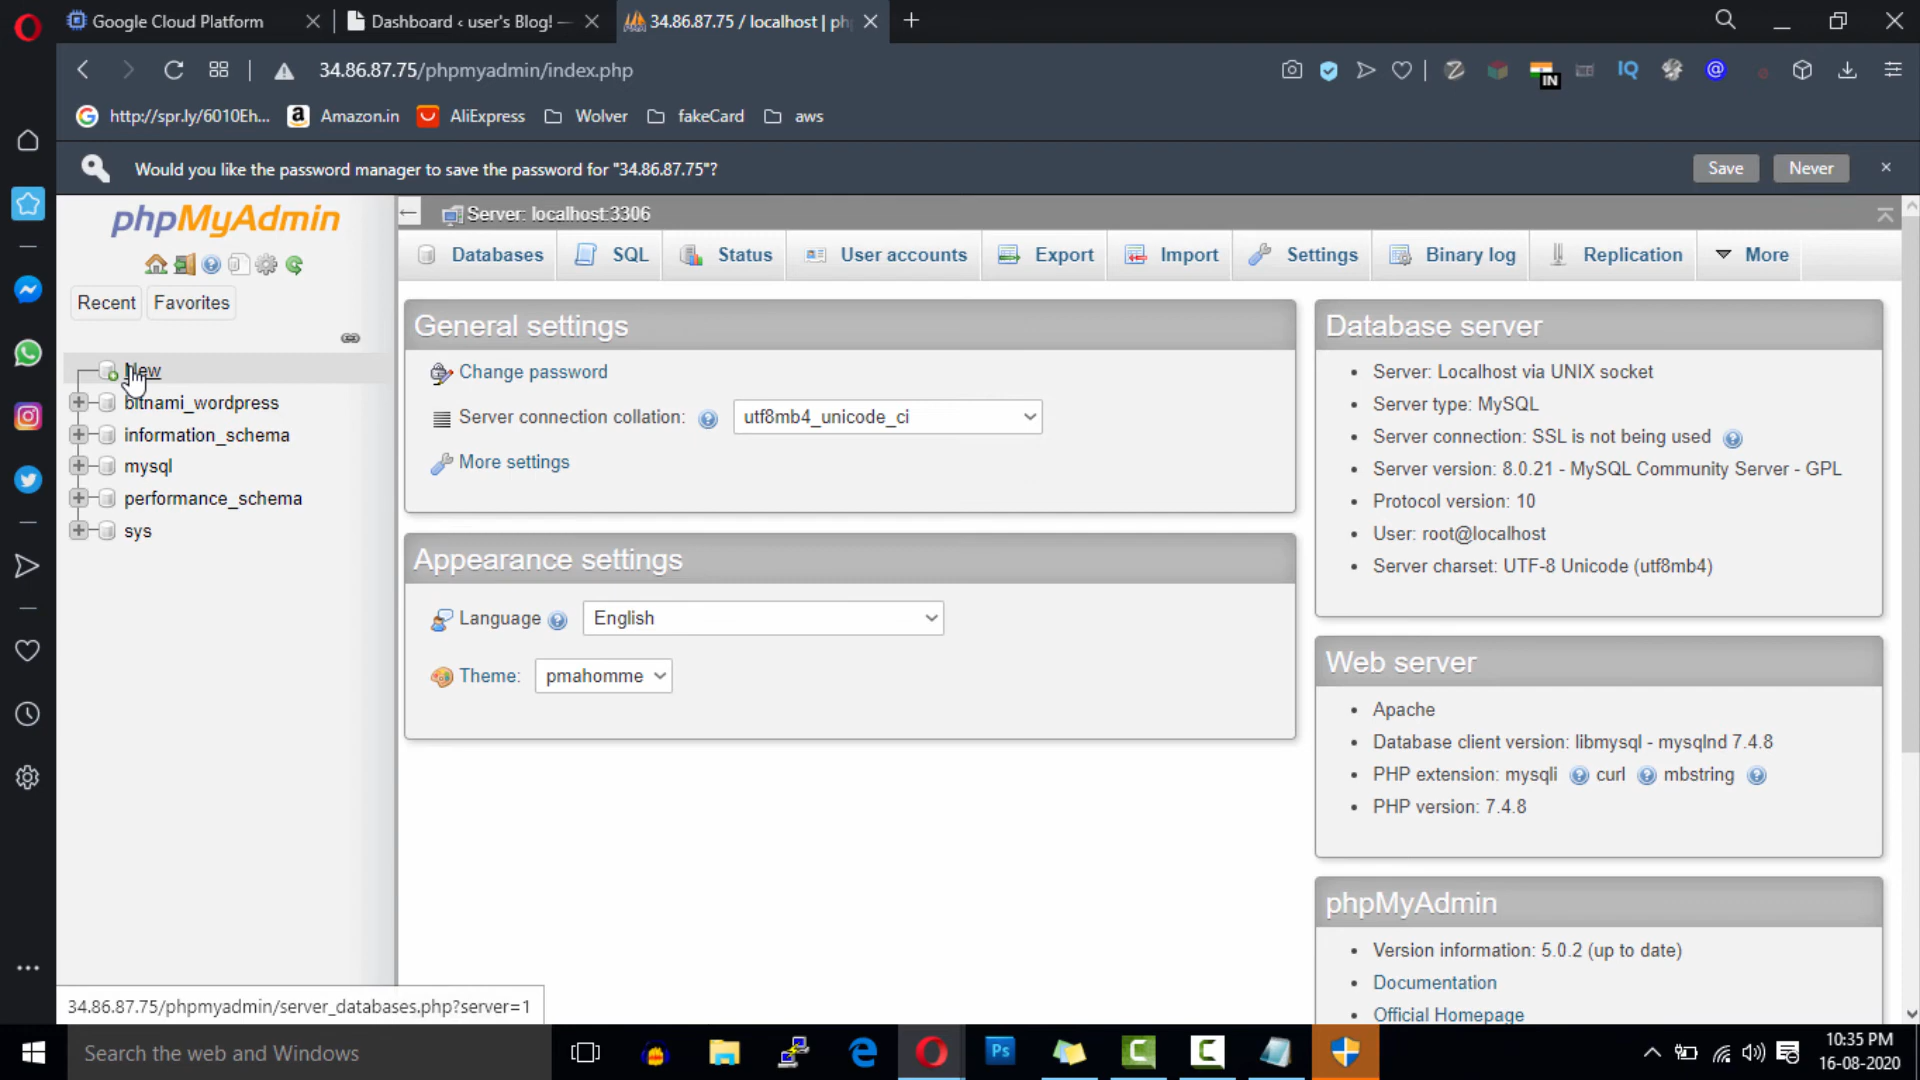 Google Cloud Platform
Dashboard ‹ user's Blog! —
34.86.87.75 / localhost | ph
34.86.87.75/phpmyadmin/index.php
IN
IQ
http://spr.ly/6010Eh...
Amazon.in
AliExpress
Wolver
fakeCard
aws
Would you like the password manager to save the password for "34.86.87.75"?
Save
Never
phpMyAdmin
Recent
Favorites
New
bitnami_wordpress
information_schema
mysql
performance_schema
sys
Server: localhost:3306
Databases
SQL
Status
User accounts
Export
Import
Settings
Binary log
Replication
More
General settings
Change password
Server connection collation:
utf8mb4_unicode_ci
More settings
Appearance settings
Language
English
Theme:
pmahomme
Database server
Server: Localhost via UNIX socket
Server type: MySQL
Server connection: SSL is not being used
Server version: 8.0.21 - MySQL Community Server - GPL
Protocol version: 10
User: root@localhost
Server charset: UTF-8 Unicode (utf8mb4)
Web server
Apache
Database client version: libmysql - mysqlnd 7.4.8
PHP extension: mysqli curl mbstring
PHP version: 7.4.8
phpMyAdmin
Version information: 5.0.2 (up to date)
Documentation
Official Homepage
34.86.87.75/phpmyadmin/server_databases.php?server=1
Search the web and Windows
Ps
10:35 PM
16-08-2020